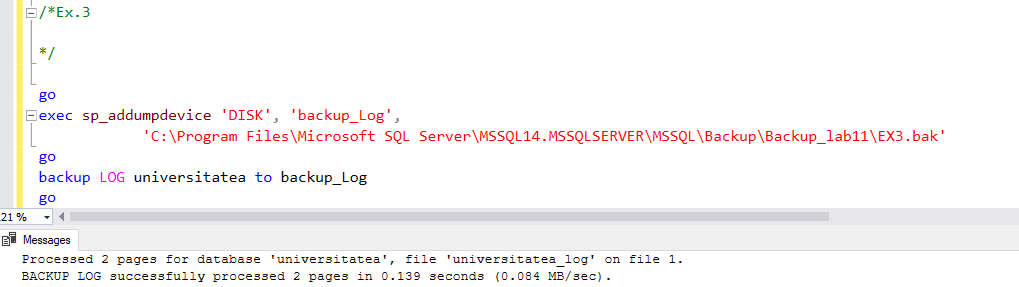 /*Ex.3
*/
go
exec sp_addumpdevice 'DISK', 'backup_Log',
'C:\Program Files\Microsoft SQL Server\MSSQL14.MSSQLSERVER\MSSQL\Backup\Backup_lab11\EX3.bak'
go
backup LOG universitatea to backup_Log
go
21 %
Messages
Processed 2 pages for database 'universitatea', file 'universitatea_log' on file 1.
BACKUP LOG successfully processed 2 pages in 0.139 seconds (0.084 MB/sec).